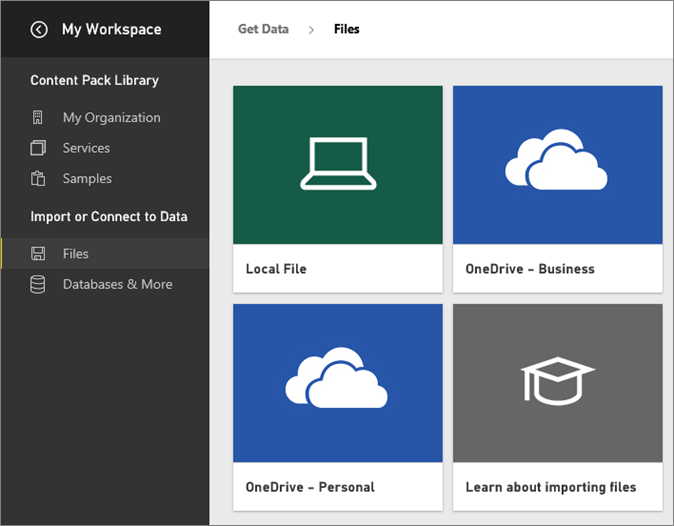 My Workspace
Content Pack Library
My Organization
Services
Samples
Import or Connect to Data
Files
Databases & More
Get Data > Files
Local File
OneDrive – Business
OneDrive – Personal
Learn about importing files